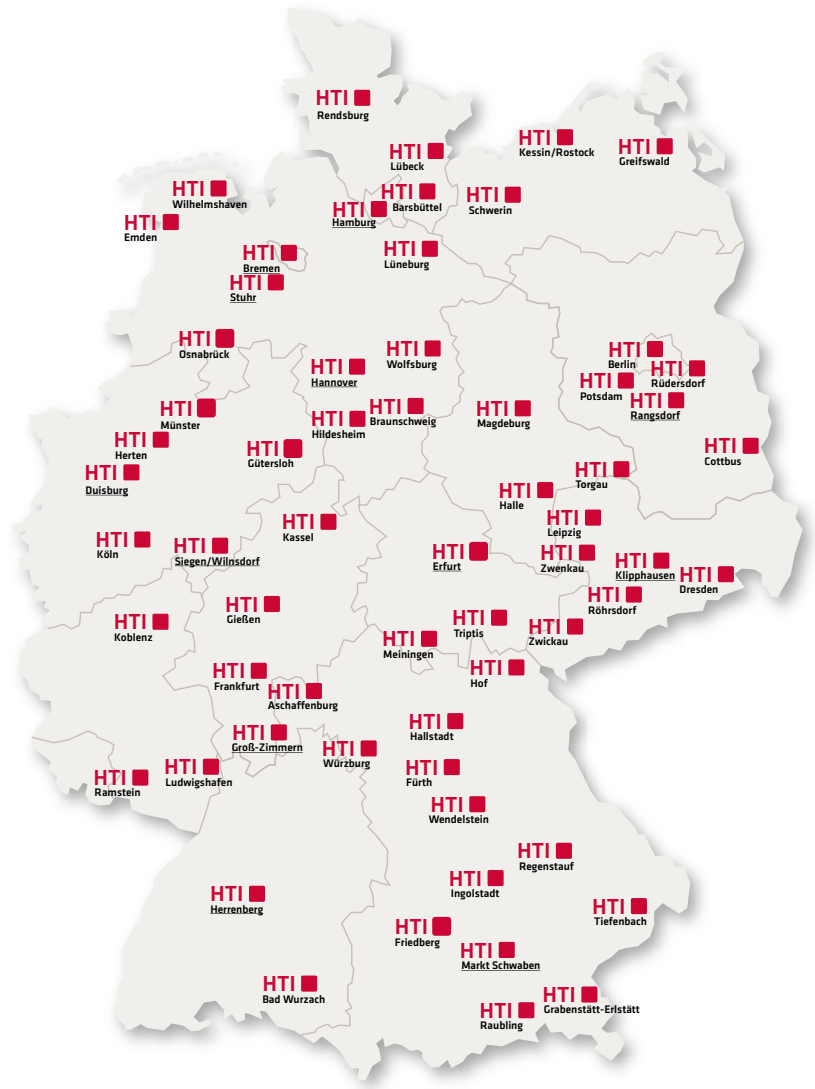 HTI
Rendsburg
HTI
Kessin/Rostock
HTI
Greifswald
HTI
Lübeck
HTI
Wilhelmshaven
HTI
Barsbüttel
HTI
Schwerin
HTI
Hamburg
HTI
Emden
HTI
Bremen
HTI
Lüneburg
HTI
Stuhr
HTI
Osnabrück
HTI
Wolfsburg
HTI
Berlin
HTI
Hannover
HTI
Rüdersdorf
HTI
Potsdam
HTI
Rangsdorf
HTI
Münster
HTI
Braunschweig
HTI
Magdeburg
HTI
Hildesheim
HTI
Herten
HTI
Gütersloh
HTI
Cottbus
HTI
Duisburg
HTI
Torgau
HTI
Halle
HTI
Leipzig
HTI
Kassel
HTI
Köln
HTI
Siegen/Wilnsdorf
HTI
Erfurt
HTI
Zwenkau
HTI
Klipphausen
HTI
Dresden
HTI
Röhrsdorf
HTI
Gießen
HTI
Koblenz
HTI
Triptis
HTI
Zwickau
HTI
Meiningen
HTI
Hof
HTI
Frankfurt
HTI
Aschaffenburg
HTI
Hallstadt
HTI
Groß-Zimmern
HTI
Würzburg
HTI
Ramstein
HTI
Ludwigshafen
HTI
Fürth
HTI
Wendelstein
HTI
Regenstauf
HTI
Ingolstadt
HTI
Herrenberg
HTI
Tiefenbach
HTI
Friedberg
HTI
Markt Schwaben
HTI
Bad Wurzach
HTI
Grabenstätt-Erlstätt
HTI
Raubling